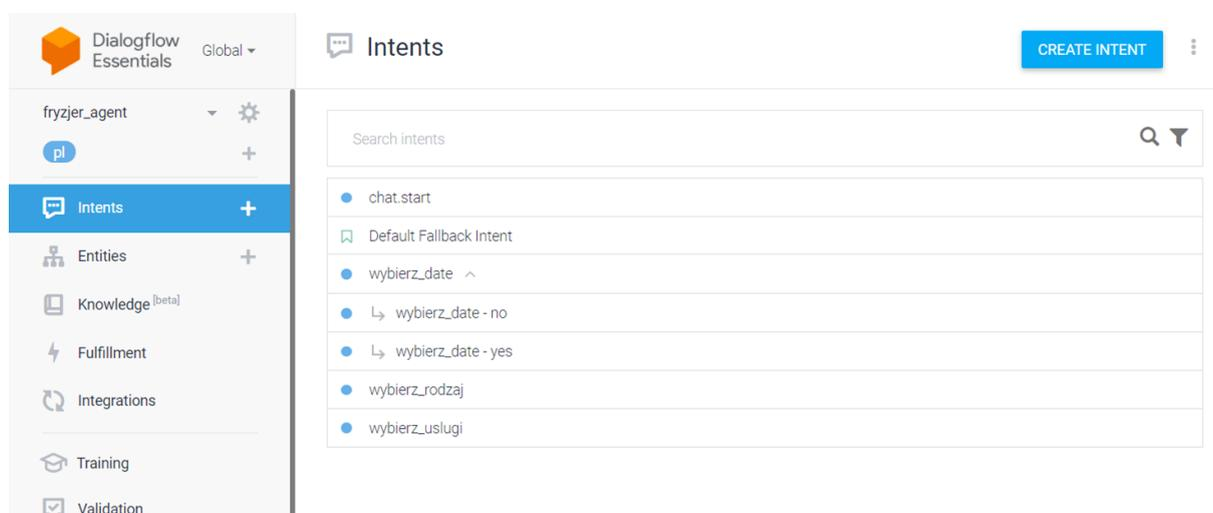 Dialogflow
Essentials
Global
Intents
CREATE INTENT
fryzjer_agent
pl
Intents
Entities
Knowledge [beta]
Fulfillment
Integrations
Training
Validation
Search intents
chat.start
Default Fallback Intent
wybierz_date
wybierz_date - no
wybierz_date - yes
wybierz_rodzaj
wybierz_uslugi